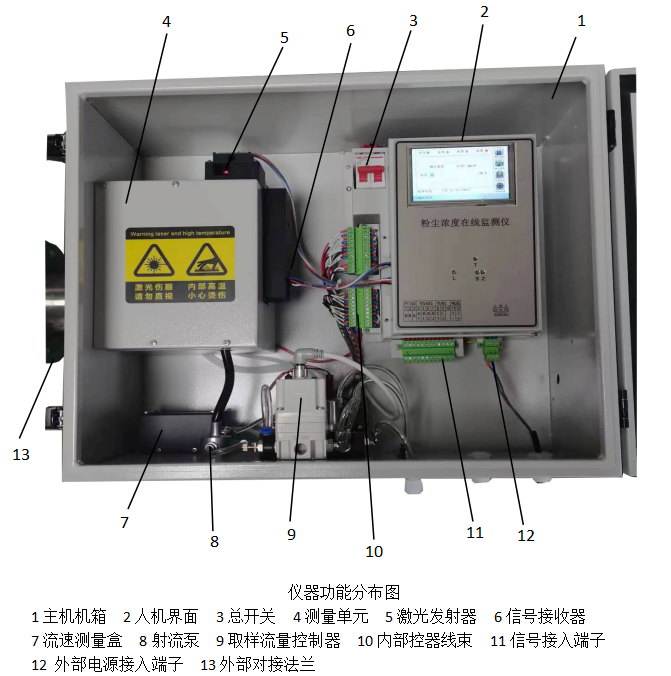 4
5
6
3
2
1
Warning laser and high temperature
激光伤眼 内部高温
请勿直视 小心烫伤
粉尘浓度在线监测仪
T
L
RS485
13
7
8
9
10
11
12
仪器功能分布图
1 主机机箱 2 人机界面 3 总开关 4 测量单元 5 激光发射器 6 信号接收器
7 流速测量盒 8 射流泵 9 取样流量控制器 10 内部控器线束 11 信号接入端子
12 外部电源接入端子 13 外部对接法兰